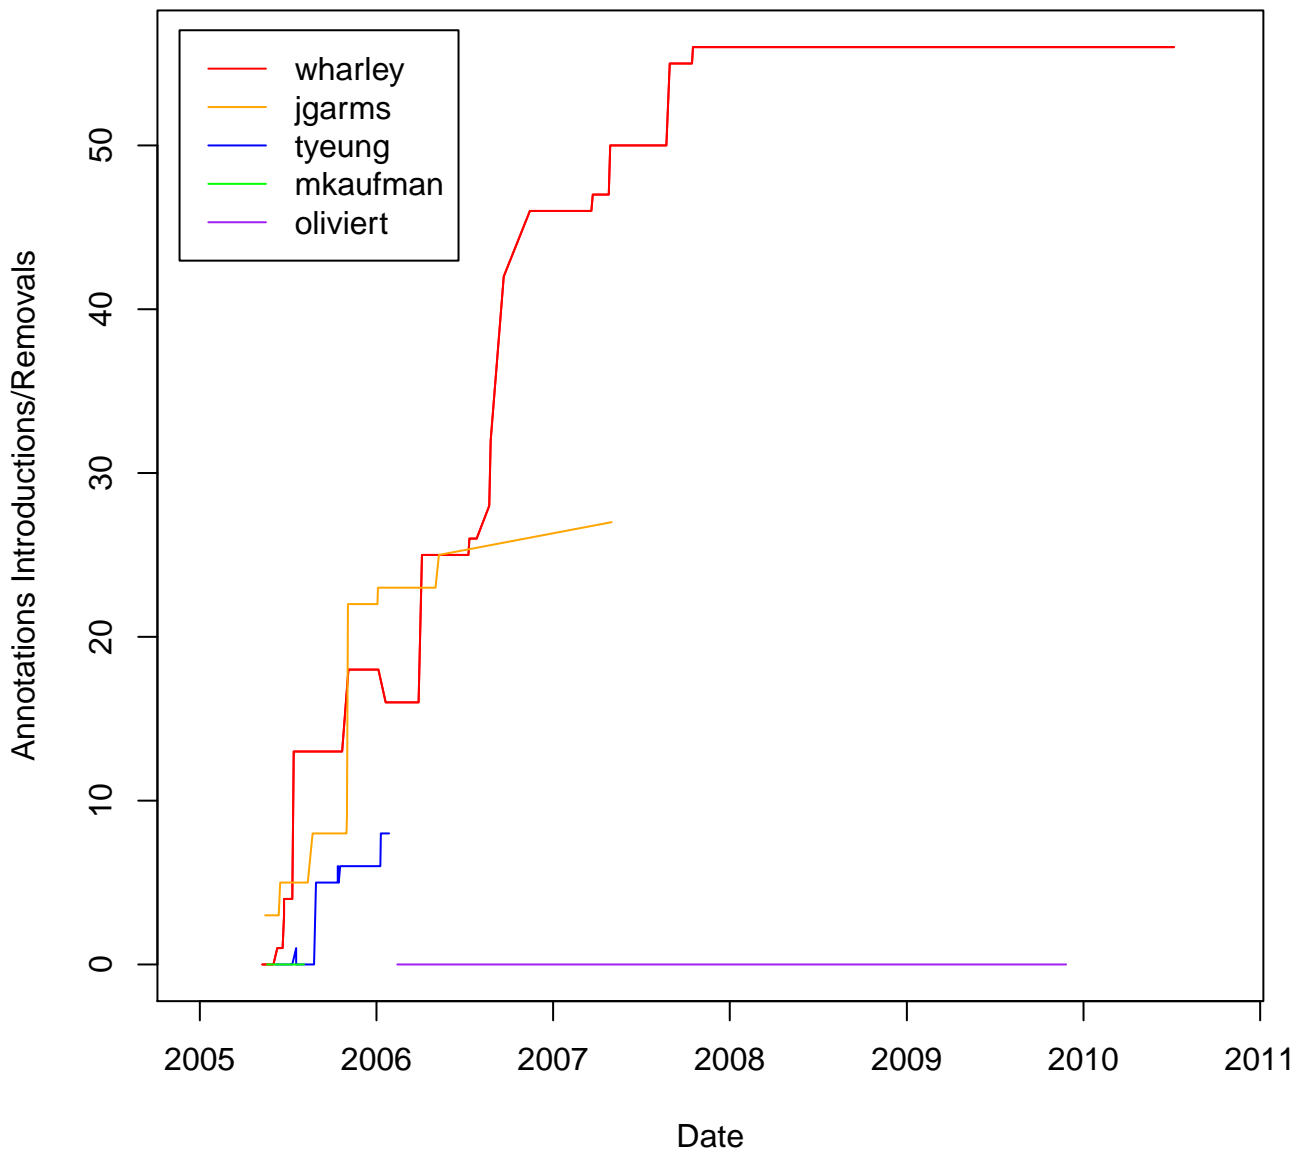 wharley
jgarms
tyeung
mkaufman
oliviert
Annotations Introductions/Removals
50
40
30
20
10
0
2005 2006 2007 2008 2009 2010 2011
Date